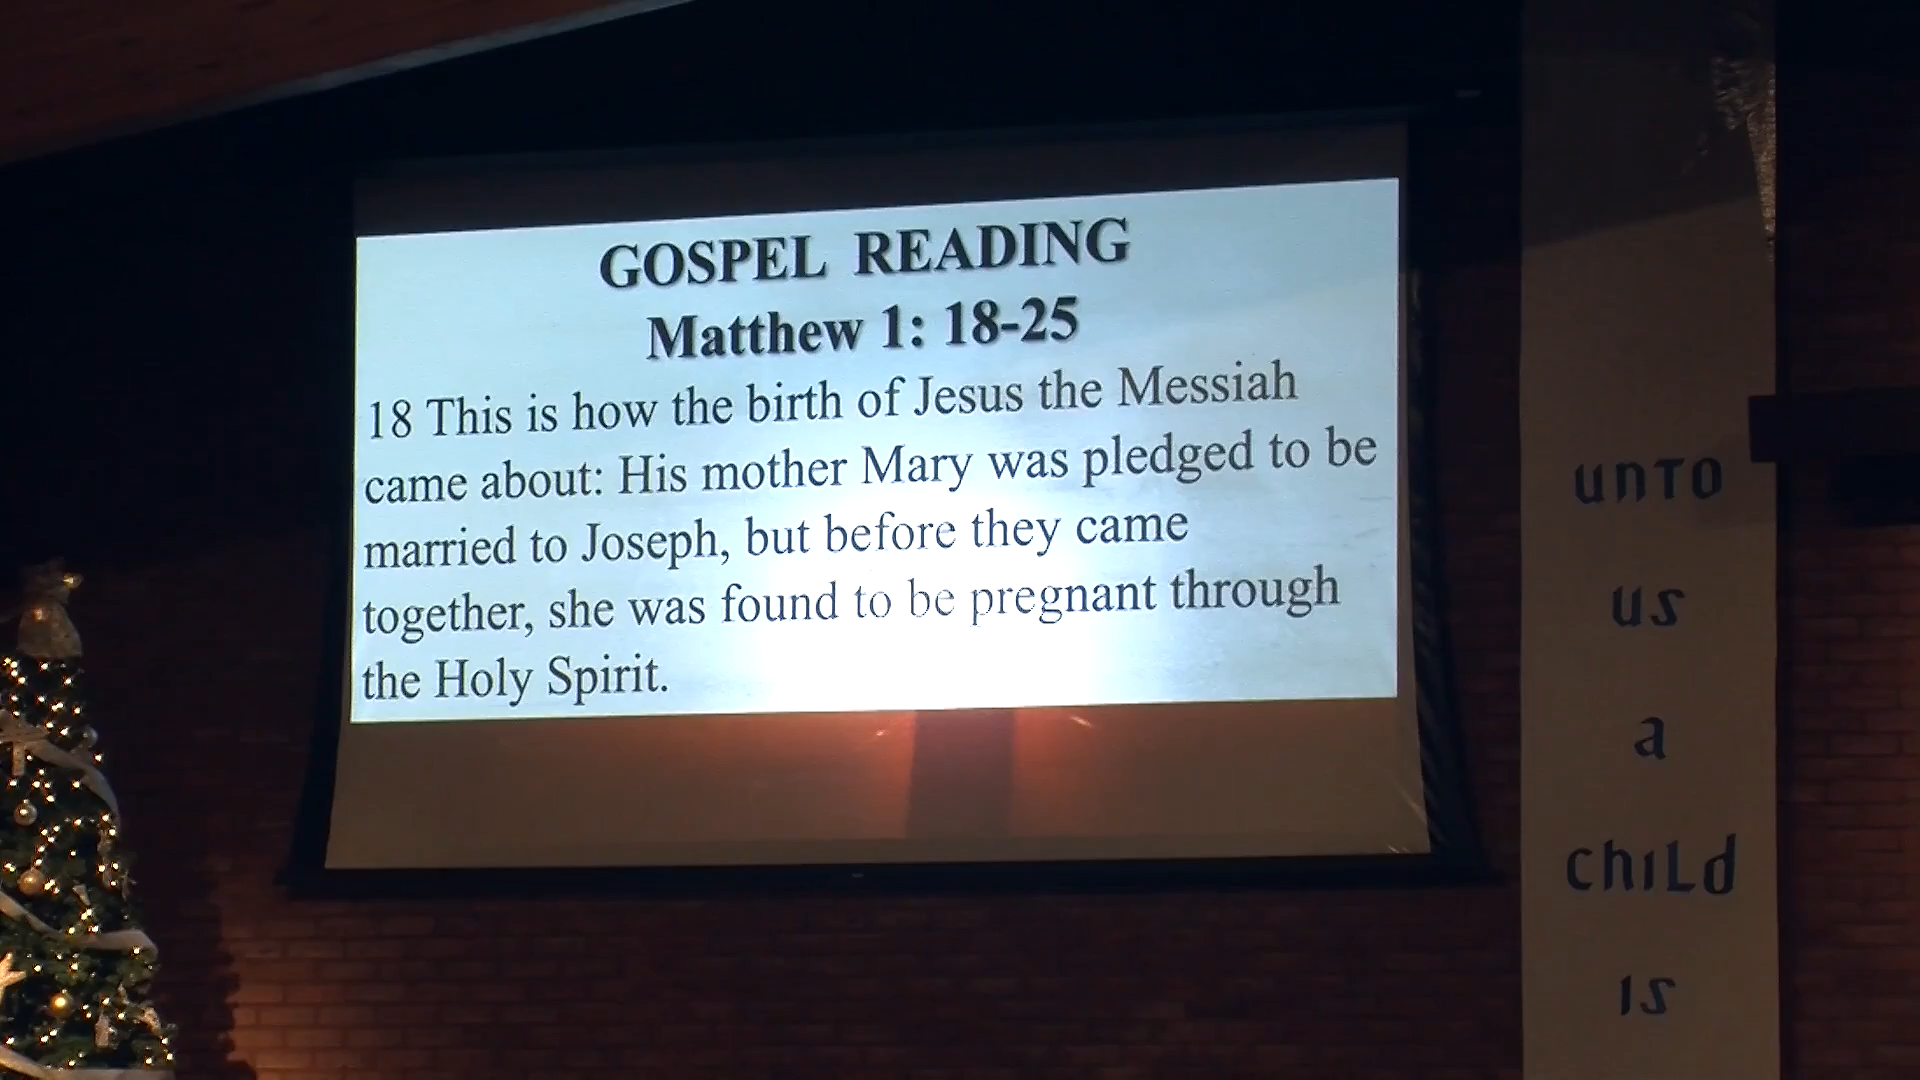 GOSPEL READING
Matthew 1: 18-25
18 This is how the birth of Jesus the Messiah
came about: His mother Mary was pledged to be
married to Joseph, but before they came
together, she was found to be pregnant through
the Holy Spirit.
unto
us
a
child
is